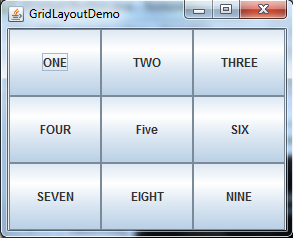 GridLayoutDemo
ONE TWO THREE
FOUR Five SIX
SEVEN EIGHT NINE